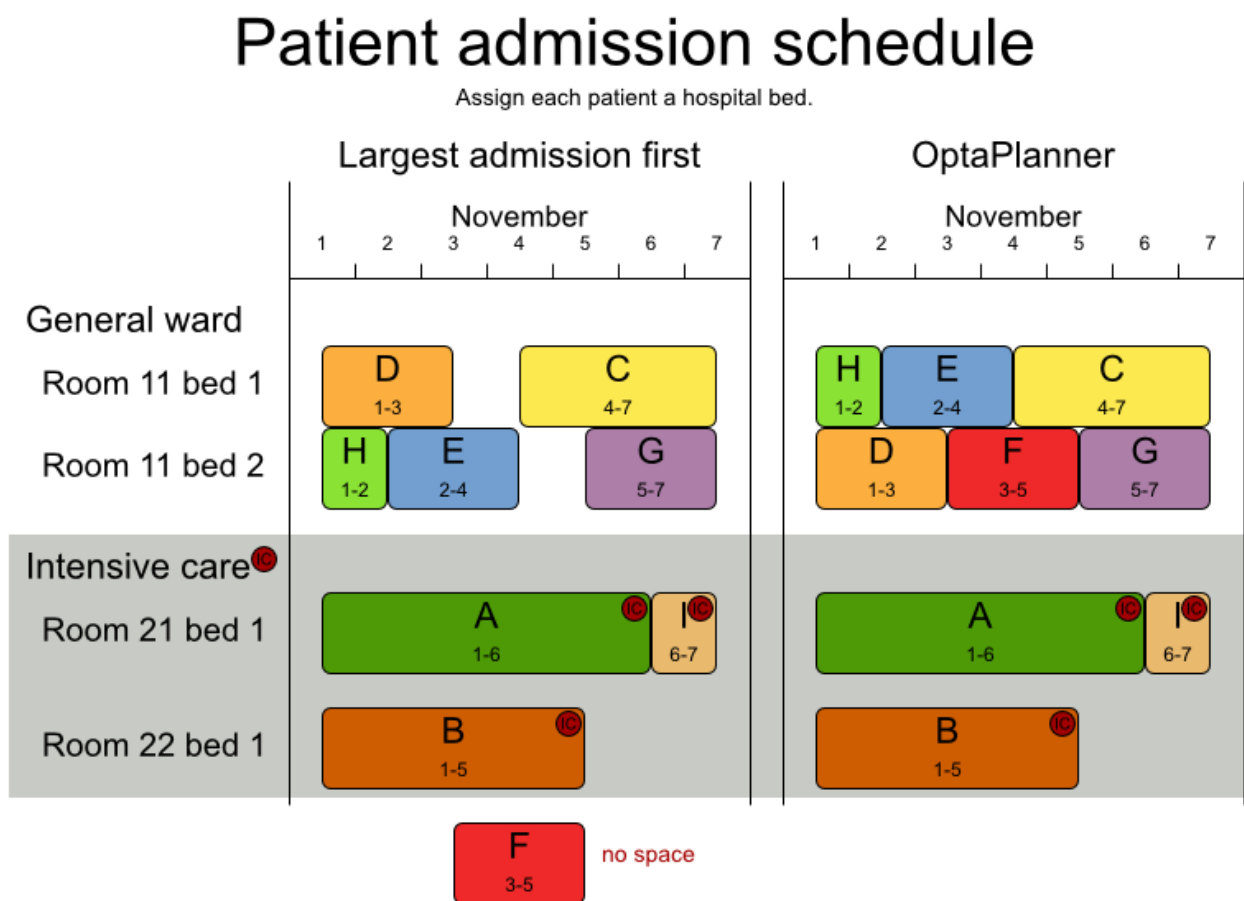 Patient admission schedule
Assign each patient a hospital bed.
Largest admission first
OptaPlanner
November
November
1 2 3 4 5 6 7
1 2 3 4 5 6 7
General ward
Room 11 bed 1
D
1-3
C
4-7
H
1-2
E
2-4
C
4-7
Room 11 bed 2
H
1-2
E
2-4
G
5-7
D
1-3
F
3-5
G
5-7
Intensive care IC
Room 21 bed 1
A IC
1-6
I IC
6-7
A IC
1-6
I IC
6-7
Room 22 bed 1
B IC
1-5
B IC
1-5
F
3-5
no space